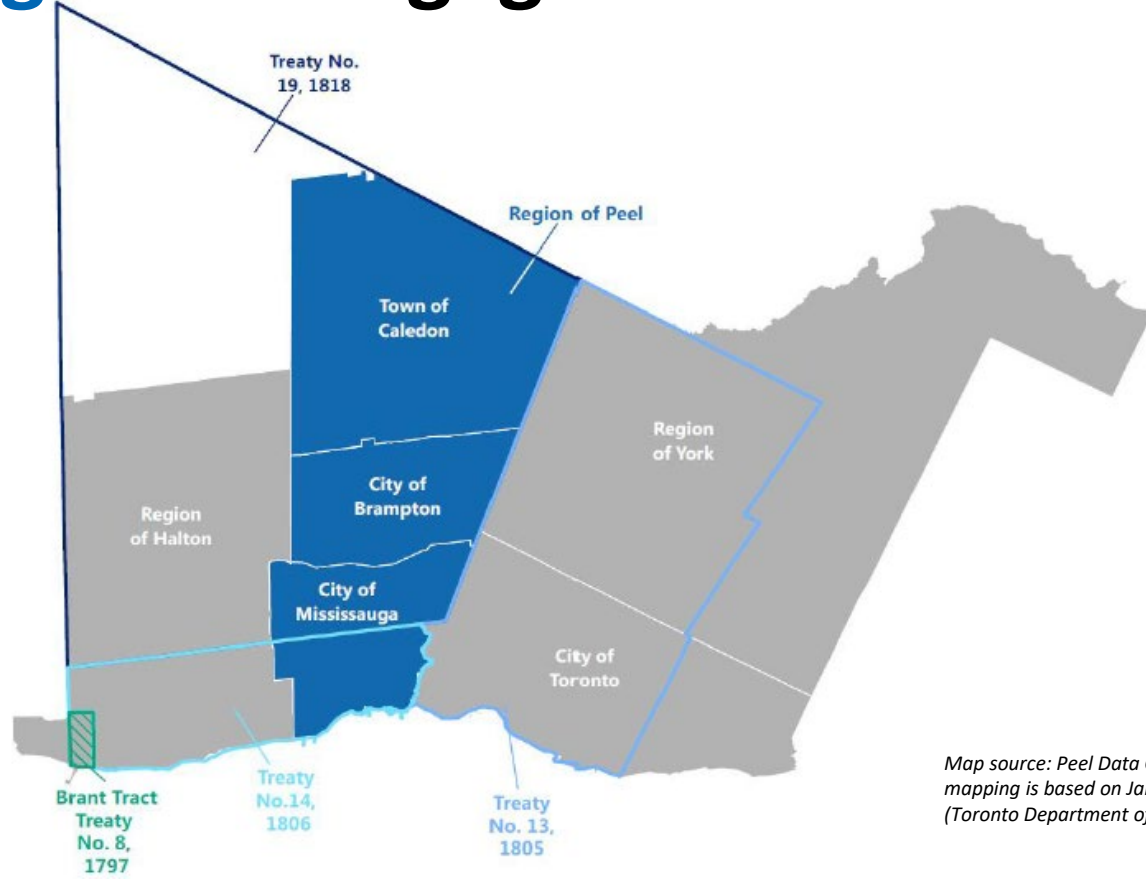 Treaty No.
19, 1818
Region of Peel
Town of
Caledon
Region
of York
City of
Brampton
Region
of Halton
City of
Mississauga
City of
Toronto
Treaty
No.14,
1806
Brant Tract
Treaty
No. 8,
1797
Treaty
No. 13,
1805
Map source: Peel Data
mapping is based on
(Toronto Department